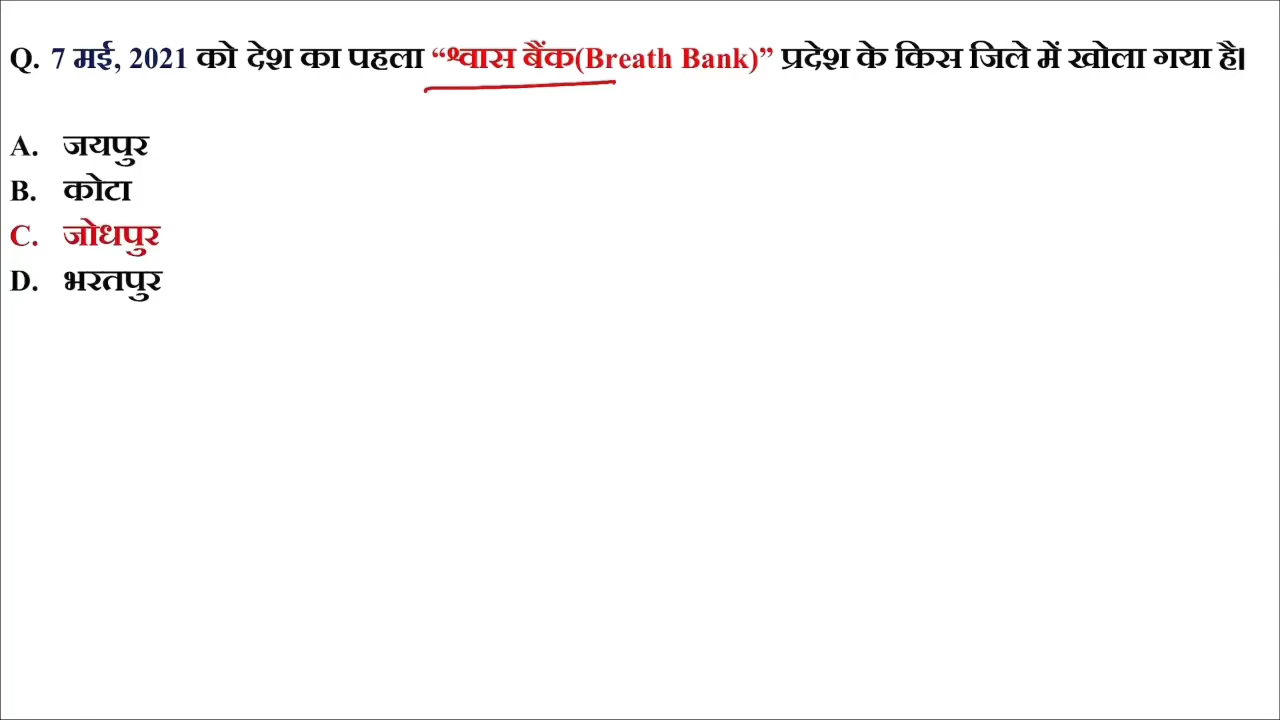 Q. 7 मई, 2021 को देश का पहला “श्वास बैंक(Breath Bank)” प्रदेश के किस जिले में खोला गया है।
A. जयपुर
B. कोटा
C. जोधपुर
D. भरतपुर